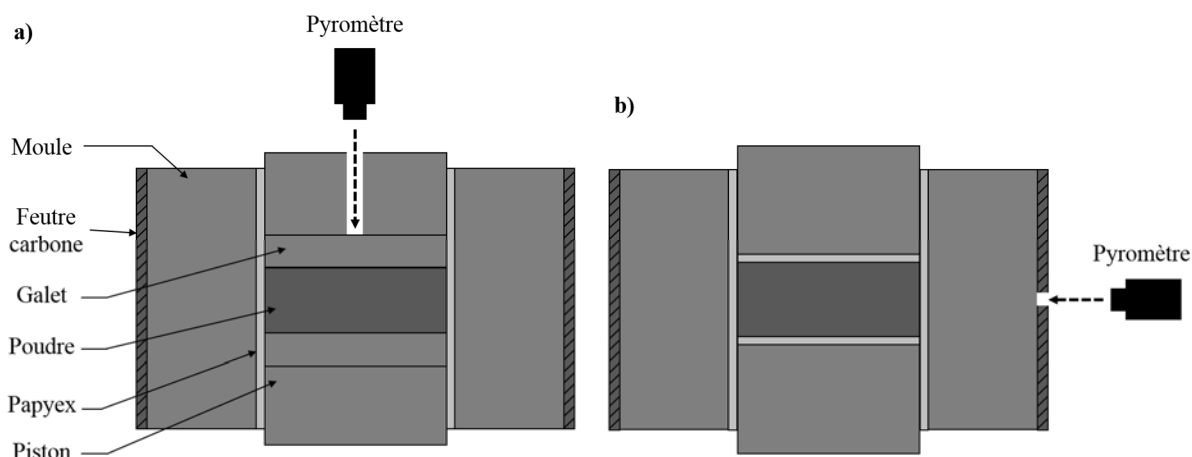 a)
Pyromètre
b)
Moule
Feutre
carbone
Pyromètre
Galet
Poudre
Papyex
Piston